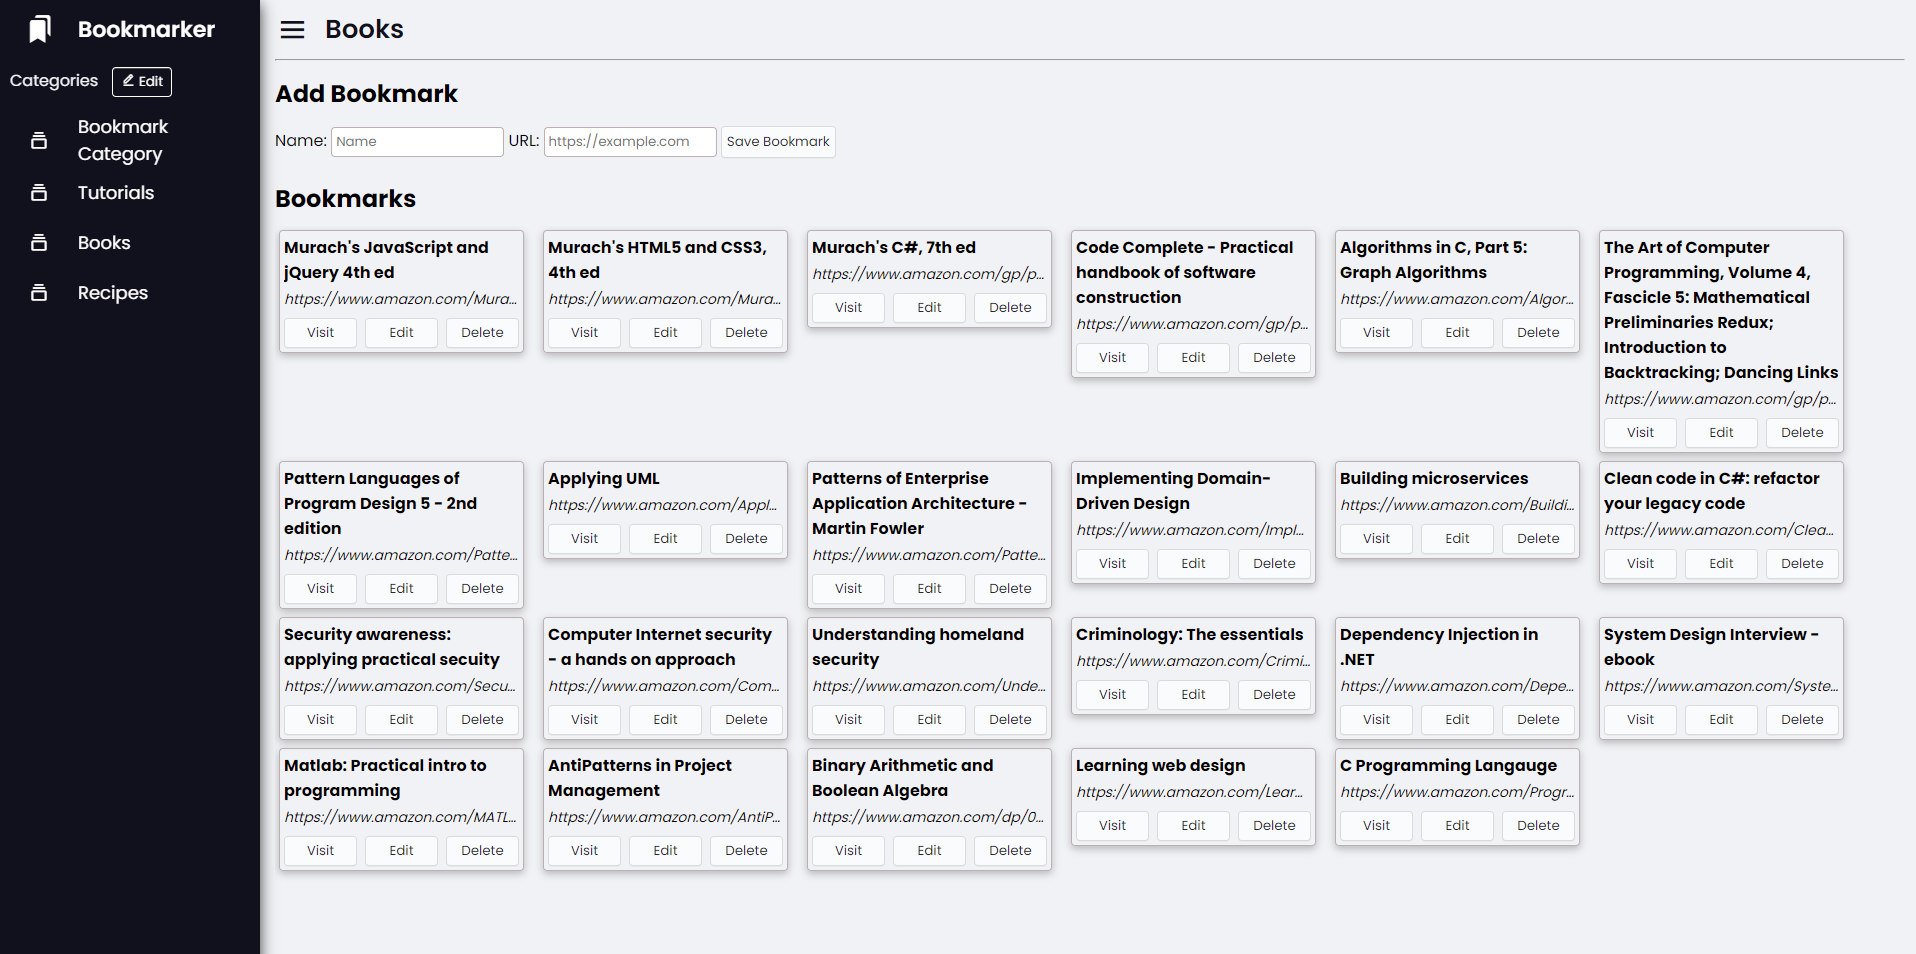 Bookmarker
Categories
Edit
Bookmark
Category
Tutorials
Books
Recipes
Books
Add Bookmark
Name: Name URL: https://example.com Save Bookmark
Bookmarks
Murach's JavaScript and
jQuery 4th ed
https://www.amazon.com/Mura...
Visit Edit Delete
Murach's HTML5 and CSS3,
4th ed
https://www.amazon.com/Mura...
Visit Edit Delete
Murach's C#, 7th ed
https://www.amazon.com/gp/p...
Visit Edit Delete
Code Complete - Practical
handbook of software
construction
https://www.amazon.com/gp/p...
Visit Edit Delete
Algorithms in C, Part 5:
Graph Algorithms
https://www.amazon.com/Algor...
Visit Edit Delete
The Art of Computer
Programming, Volume 4,
Fascicle 5: Mathematical
Preliminaries Redux;
Introduction to
Backtracking; Dancing Links
https://www.amazon.com/gp/p...
Visit Edit Delete
Pattern Languages of
Program Design 5 - 2nd
edition
https://www.amazon.com/Patte...
Visit Edit Delete
Applying UML
https://www.amazon.com/Appl...
Visit Edit Delete
Patterns of Enterprise
Application Architecture -
Martin Fowler
https://www.amazon.com/Patte...
Visit Edit Delete
Implementing Domain-
Driven Design
https://www.amazon.com/Impl...
Visit Edit Delete
Building microservices
https://www.amazon.com/Buildi...
Visit Edit Delete
Clean code in C#: refactor
your legacy code
https://www.amazon.com/Clea...
Visit Edit Delete
Security awareness:
applying practical secuity
https://www.amazon.com/Secu...
Visit Edit Delete
Computer Internet security
- a hands on approach
https://www.amazon.com/Com...
Visit Edit Delete
Understanding homeland
security
https://www.amazon.com/Unde...
Visit Edit Delete
Criminology: The essentials
https://www.amazon.com/Crimi...
Visit Edit Delete
Dependency Injection in
.NET
https://www.amazon.com/Depe...
Visit Edit Delete
System Design Interview -
ebook
https://www.amazon.com/Syste...
Visit Edit Delete
Matlab: Practical intro to
programming
https://www.amazon.com/MATL...
Visit Edit Delete
AntiPatterns in Project
Management
https://www.amazon.com/AntiP...
Visit Edit Delete
Binary Arithmetic and
Boolean Algebra
https://www.amazon.com/dp/0...
Visit Edit Delete
Learning web design
https://www.amazon.com/Lear...
Visit Edit Delete
C Programming Langauge
https://www.amazon.com/Progr...
Visit Edit Delete